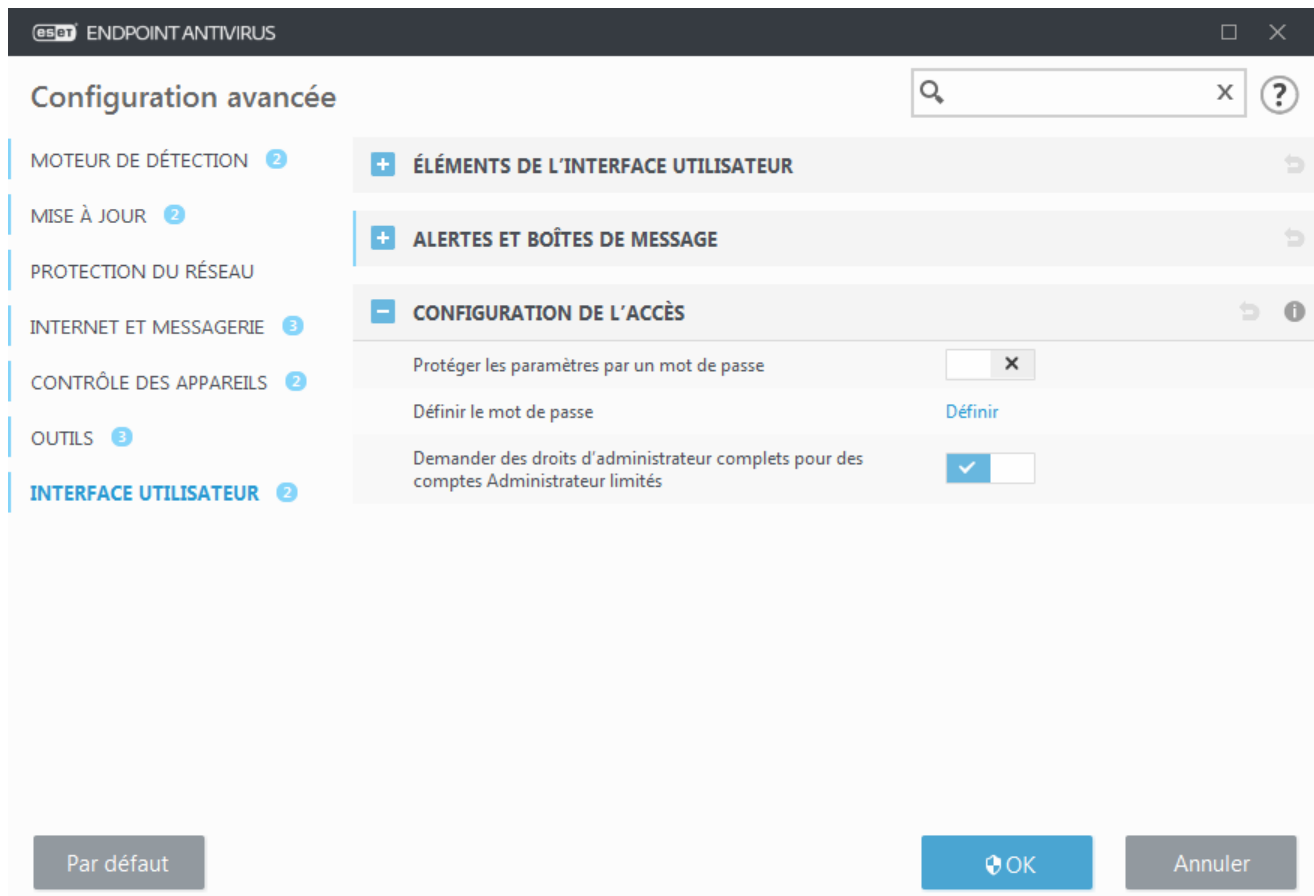 eset ENDPOINT ANTIVIRUS
Configuration avancée
x
?
MOTEUR DE DÉTECTION 2
MISE À JOUR 2
PROTECTION DU RÉSEAU
INTERNET ET MESSAGERIE 3
CONTRÔLE DES APPAREILS 2
OUTILS 3
INTERFACE UTILISATEUR 2
ÉLÉMENTS DE L'INTERFACE UTILISATEUR
ALERTES ET BOÎTES DE MESSAGE
CONFIGURATION DE L'ACCÈS
Protéger les paramètres par un mot de passe
Définir le mot de passe
Définir
Demander des droits d'administrateur complets pour des
comptes Administrateur limités
Par défaut
OK
Annuler